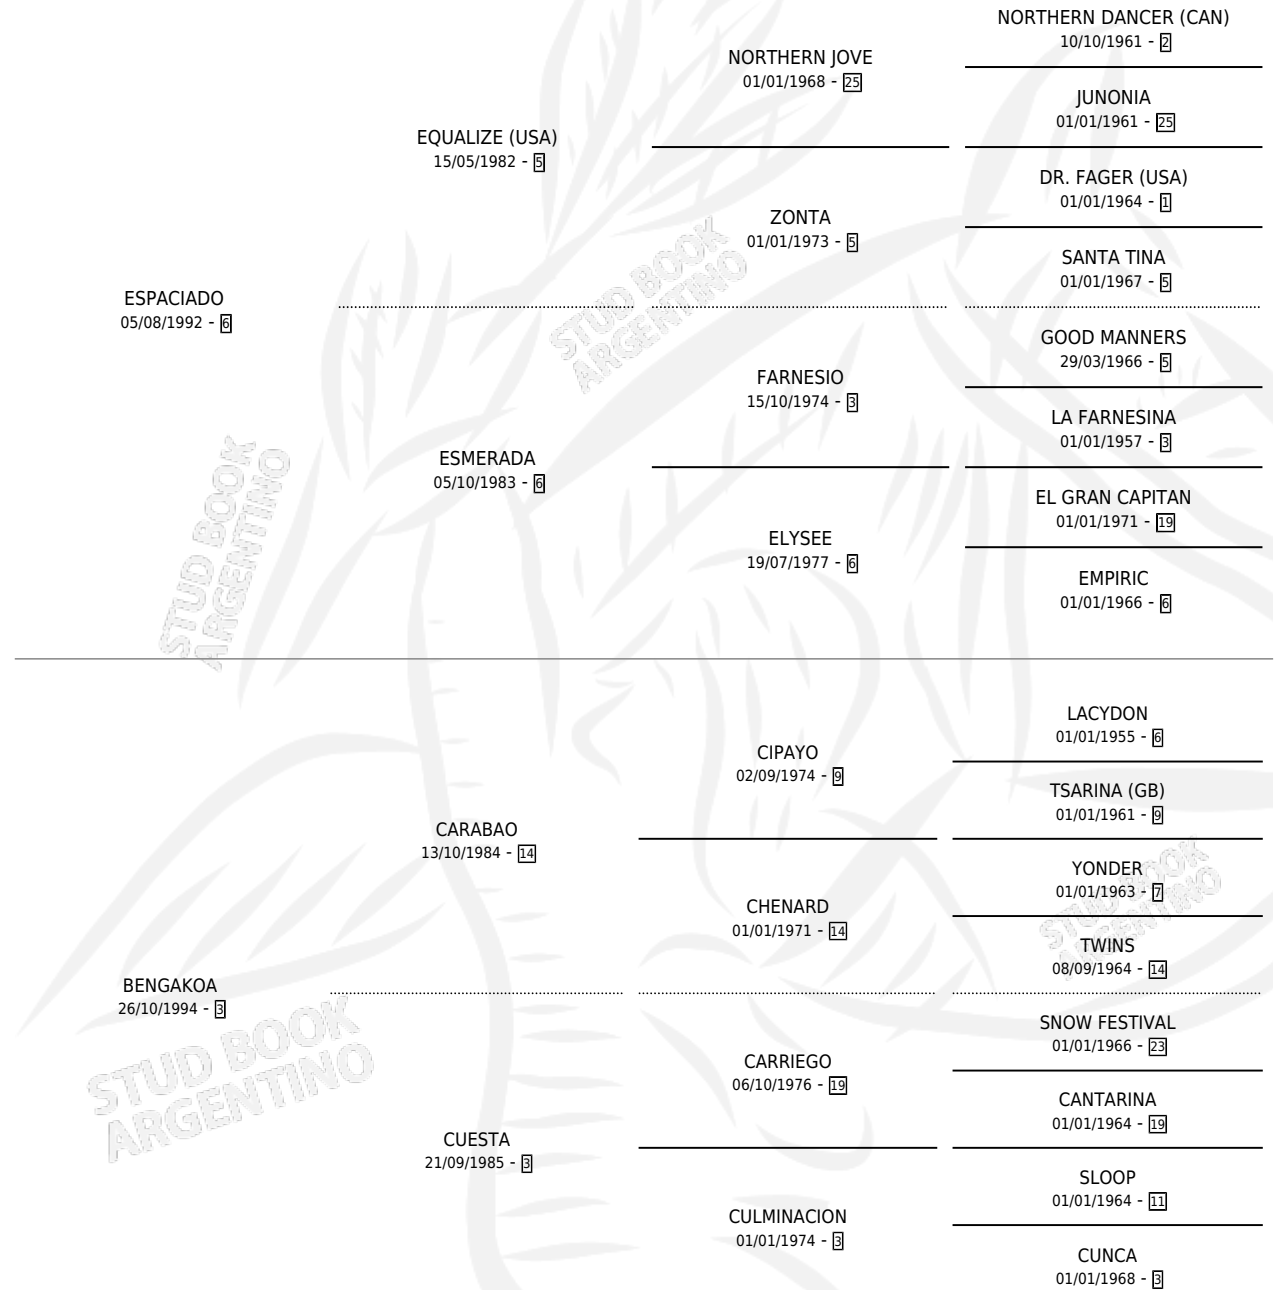 NORTHERN DANCER (CAN)
10/10/1961 - 2
NORTHERN JOVE
01/01/1968 - 25
JUNONIA
01/01/1961 - 25
EQUALIZE (USA)
15/05/1982 - 5
DR. FAGER (USA)
01/01/1964 - 1
ZONTA
01/01/1973 - 5
SANTA TINA
01/01/1967 - 5
ESPACIADO
05/08/1992 - 6
GOOD MANNERS
29/03/1966 - 5
FARNESIO
15/10/1974 - 3
LA FARNESINA
01/01/1957 - 3
ESMERADA
05/10/1983 - 6
EL GRAN CAPITAN
01/01/1971 - 19
ELYSEE
19/07/1977 - 6
EMPIRIC
01/01/1966 - 6
STUD BOOK
ARGENTINO
STUD BOOK
ARGENTINO
LACYDON
01/01/1955 - 6
CIPAYO
02/09/1974 - 9
TSARINA (GB)
01/01/1961 - 9
CARABAO
13/10/1984 - 14
YONDER
01/01/1963 - 7
CHENARD
01/01/1971 - 14
TWINS
08/09/1964 - 14
BENGAKOA
26/10/1994 - 3
SNOW FESTIVAL
01/01/1966 - 23
CARRIEGO
06/10/1976 - 19
CANTARINA
01/01/1964 - 19
CUESTA
21/09/1985 - 3
SLOOP
01/01/1964 - 11
CULMINACION
01/01/1974 - 3
CUNCA
01/01/1968 - 3
STUD BOOK
ARGENTINO
STUD BOOK
ARGENTINO